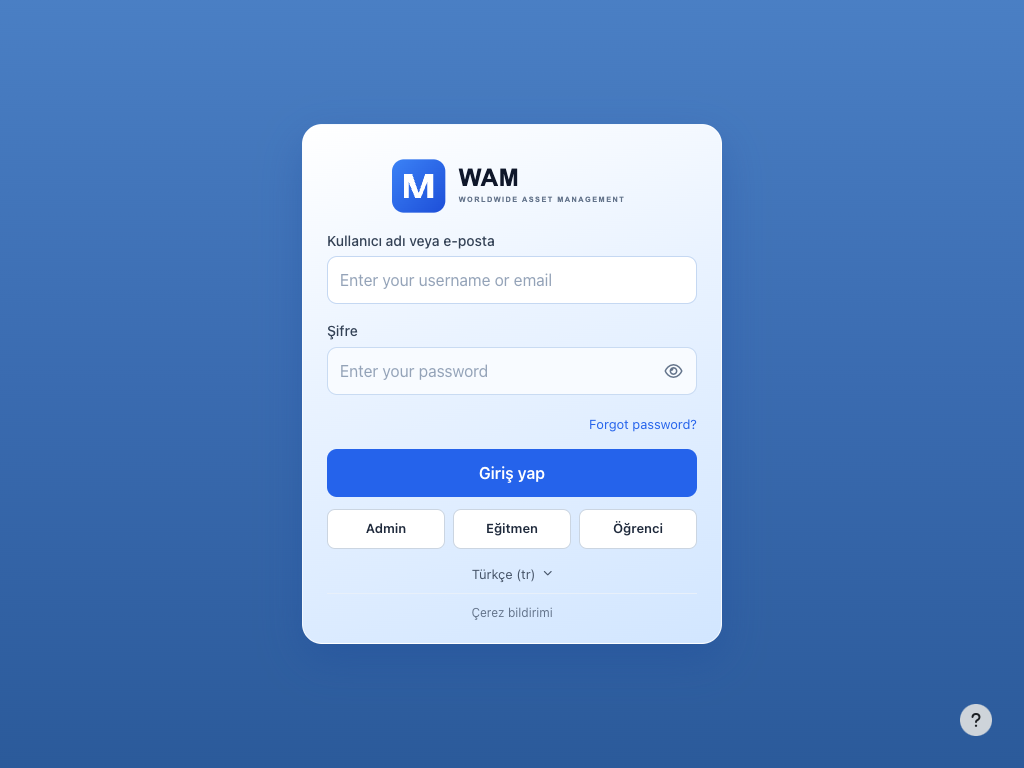 M
WAM
WORLDWIDE ASSET MANAGEMENT
Kullanıcı adı veya e-posta
Enter your username or email
Şifre
Enter your password
Forgot password?
Giriş yap
Admin
Eğitmen
Öğrenci
Türkçe ‎(tr)‎
Çerez bildirimi
?